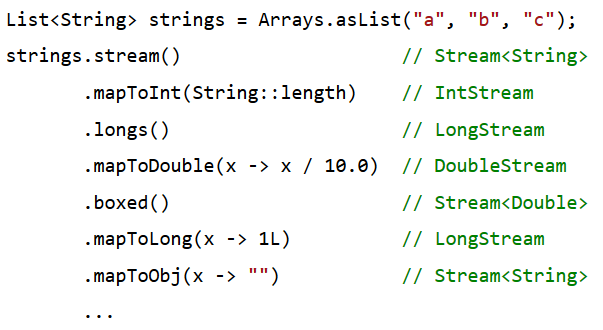 List<String> strings = Arrays.asList("a", "b", "c");
strings.stream() // Stream<String>
.mapToInt(String::length) // IntStream
.longs() // LongStream
.mapToDouble(x -> x / 10.0) // DoubleStream
.boxed() // Stream<Double>
.mapToLong(x -> 1L) // LongStream
.mapToObj(x -> "") // Stream<String>
...